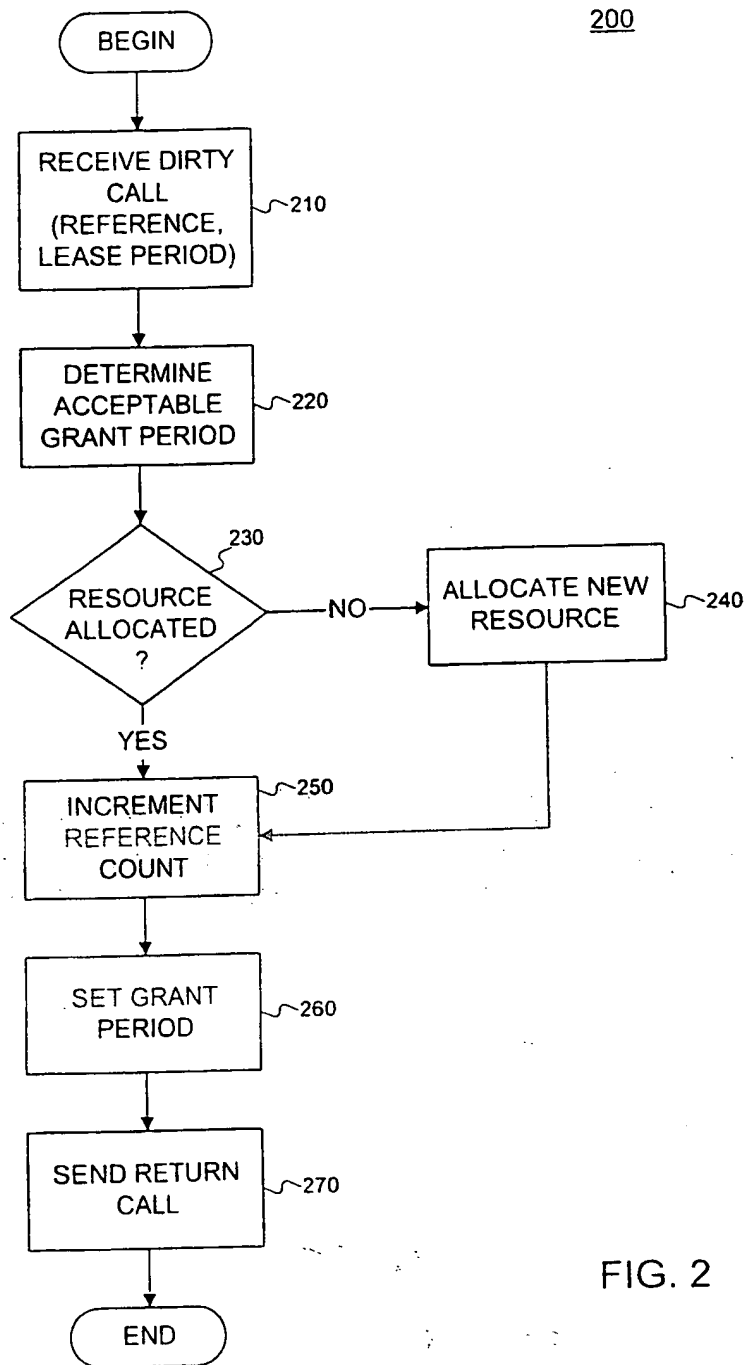 200
BEGIN
RECEIVE DIRTY
CALL
(REFERENCE,
LEASE PERIOD)
210
DETERMINE
ACCEPTABLE
GRANT PERIOD
220
230
RESOURCE
ALLOCATED
?
NO
ALLOCATE NEW
RESOURCE
240
YES
250
INCREMENT
REFERENCE
COUNT
SET GRANT
PERIOD
260
SEND RETURN
CALL
270
END
FIG. 2